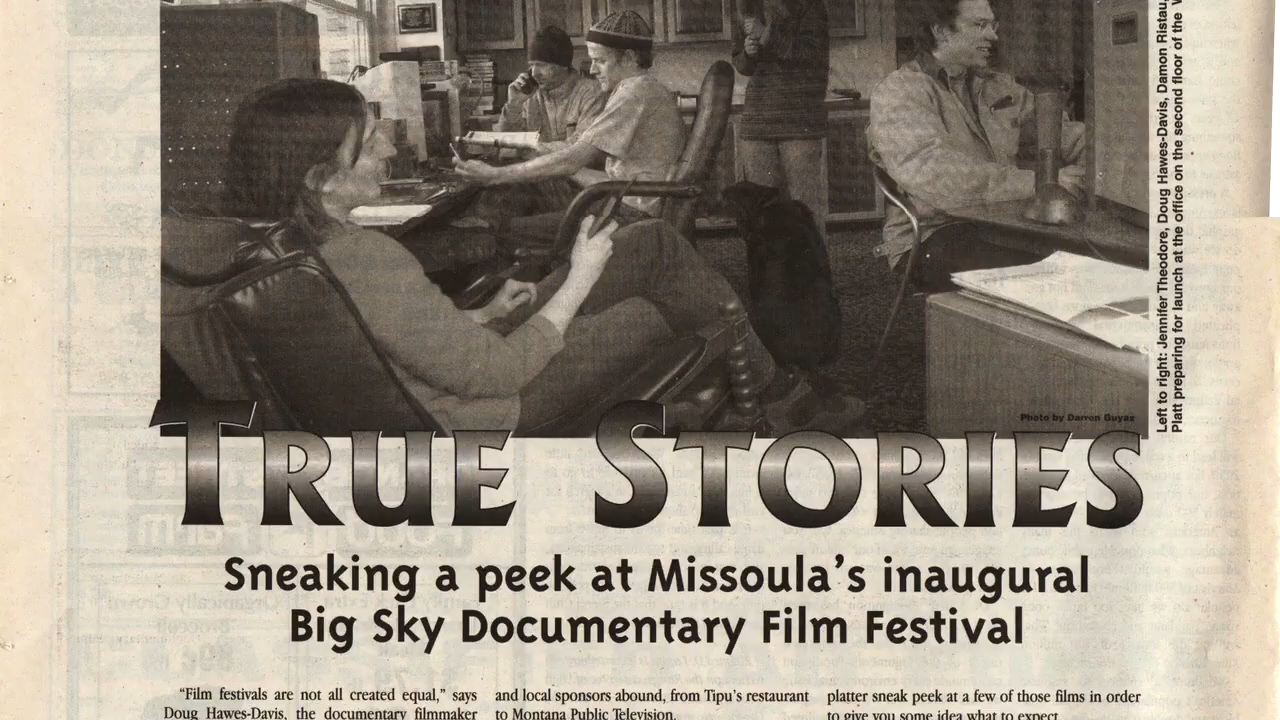 Left to right: Jennifer Theodore, Doug Hawes-Davis, Damon Ristau,
Platt preparing for launch at the office on the second floor of the
Photo by Darren Guyaz
TRUE STORIES
Sneaking a peek at Missoula's inaugural
Big Sky Documentary Film Festival
"Film festivals are not all created equal," says
Doug Hawes-Davis, the documentary filmmaker
and local sponsors abound, from Tipu's restaurant
to Montana Public Television.
platter sneak peek at a few of those films in order
to give you some idea what to expect.